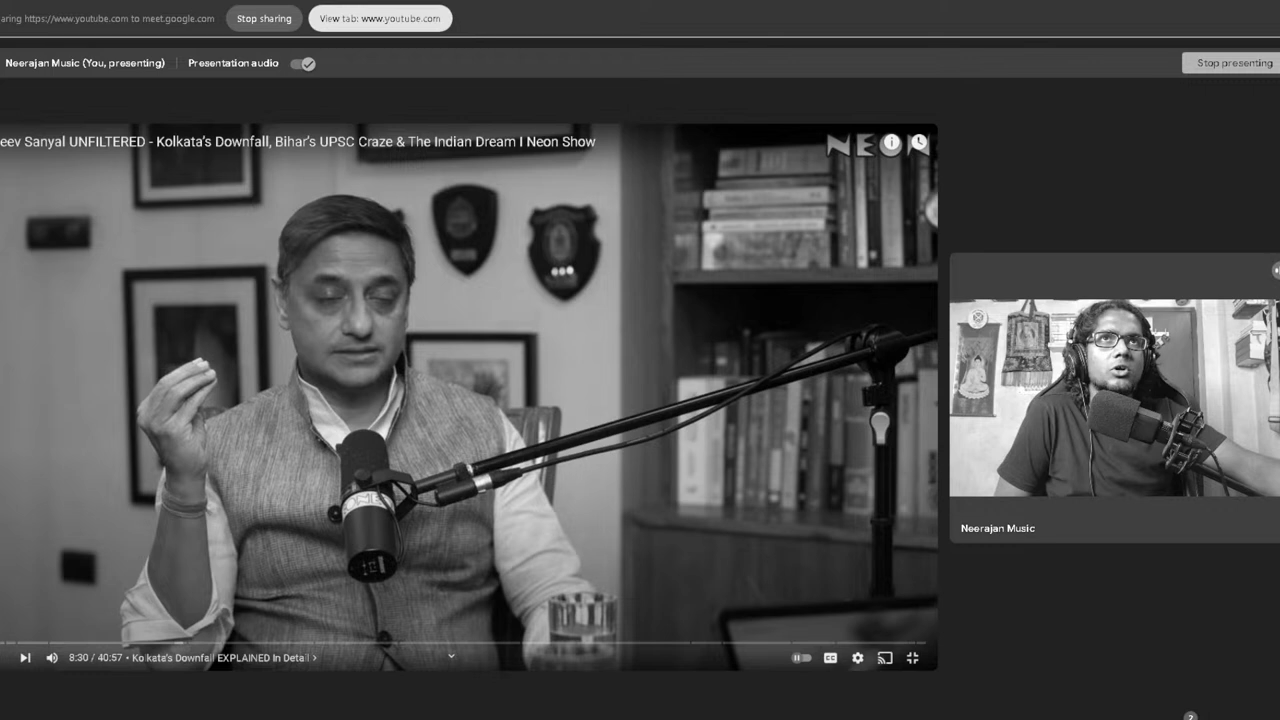 aring https://www.youtube.com to meet.google.com Stop sharing View tab: www.youtube.com
Neerajan Music (You, presenting) Presentation audio Stop presenting
eev Sanyal UNFILTERED - Kolkata's Downfall, Bihar's UPSC Craze & The Indian Dream I Neon Show
NEON
Neerajan Music
8:30 / 40:57 • Kolkata's Downfall EXPLAINED In Detail >
CC